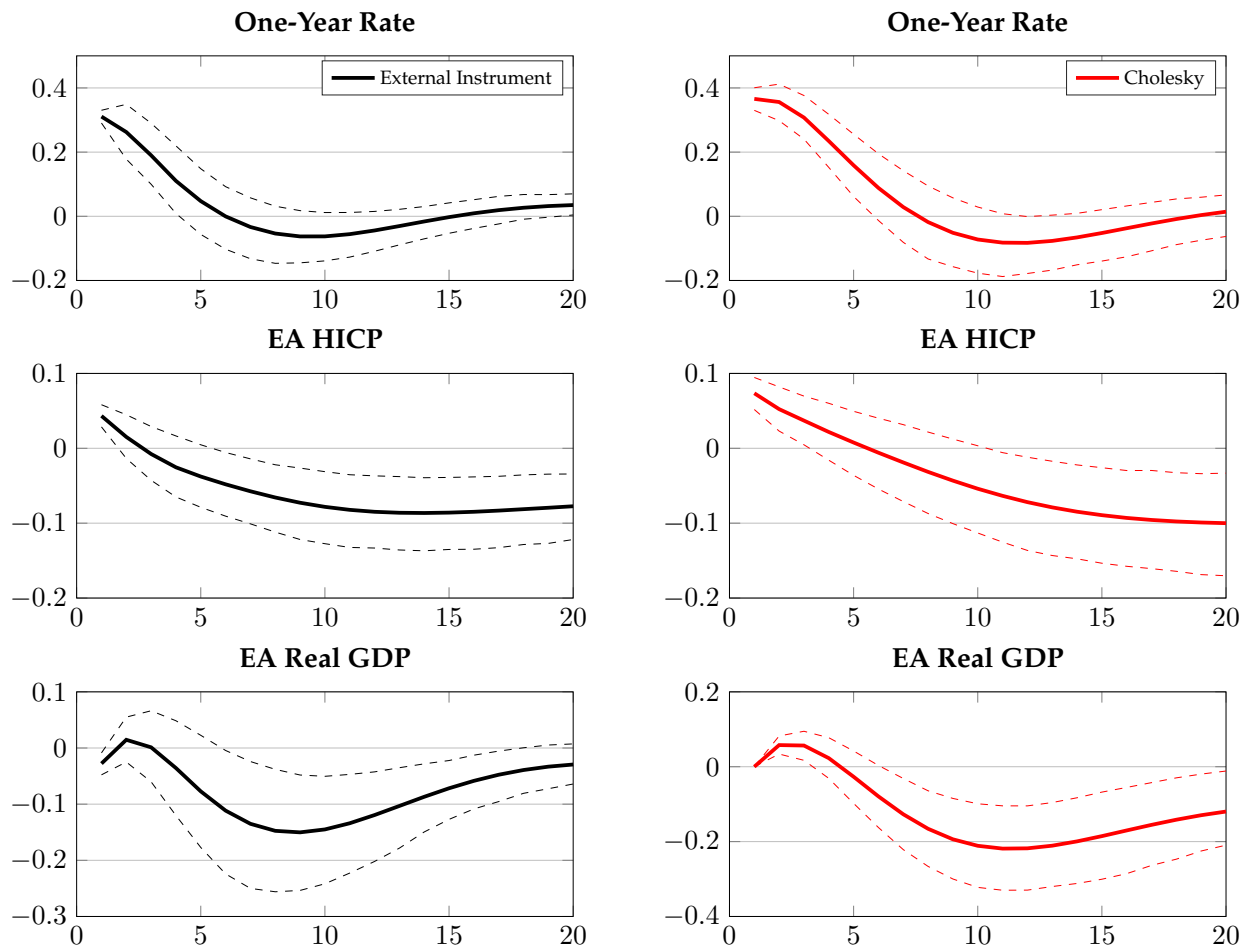 One-Year Rate
External Instrument
0.4
0.2
0
−0.2
0 5 10 15 20
One-Year Rate
Cholesky
0.4
0.2
0
−0.2
0 5 10 15 20
EA HICP
0.1
0
−0.1
−0.2
0 5 10 15 20
EA HICP
0.1
0
−0.1
−0.2
0 5 10 15 20
EA Real GDP
0.1
0
−0.1
−0.2
−0.3
0 5 10 15 20
EA Real GDP
0.2
0
−0.2
−0.4
0 5 10 15 20